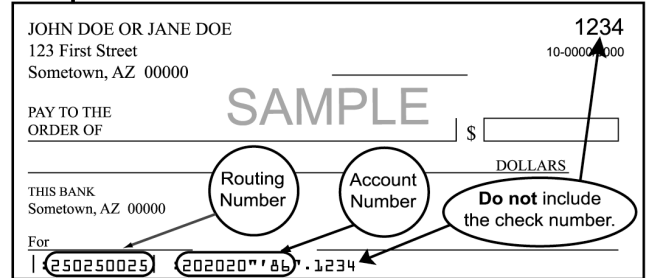 JOHN DOE OR JANE DOE
1234
123 First Street
10-0000/0000
Sometown, AZ 00000
SAMPLE
PAY TO THE
ORDER OF
$
DOLLARS
Routing
Number
Account
Number
Do not include
the check number.
THIS BANK
Sometown, AZ 00000
For
250250025 202020"'86".1234